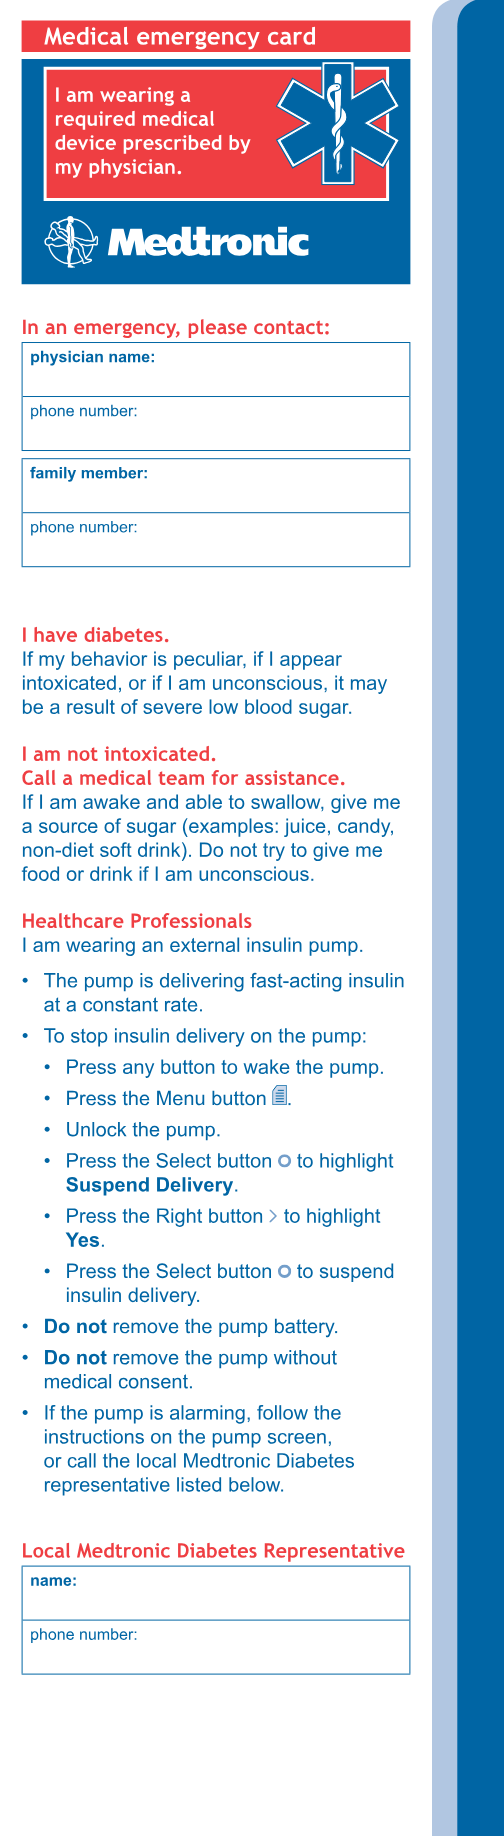 Medical emergency card
I am wearing a
required medical
device prescribed by
my physician.
Medtronic
In an emergency, please contact:
physician name:
phone number:
family member:
phone number:
I have diabetes.
If my behavior is peculiar, if I appear
intoxicated, or if I am unconscious, it may
be a result of severe low blood sugar.
I am not intoxicated.
Call a medical team for assistance.
If I am awake and able to swallow, give me
a source of sugar (examples: juice, candy,
non-diet soft drink). Do not try to give me
food or drink if I am unconscious.
Healthcare Professionals
I am wearing an external insulin pump.
• The pump is delivering fast-acting insulin
at a constant rate.
• To stop insulin delivery on the pump:
• Press any button to wake the pump.
• Press the Menu button .
• Unlock the pump.
• Press the Select button to highlight
Suspend Delivery.
• Press the Right button > to highlight
Yes.
• Press the Select button to suspend
insulin delivery.
• Do not remove the pump battery.
• Do not remove the pump without
medical consent.
• If the pump is alarming, follow the
instructions on the pump screen,
or call the local Medtronic Diabetes
representative listed below.
Local Medtronic Diabetes Representative
name:
phone number: